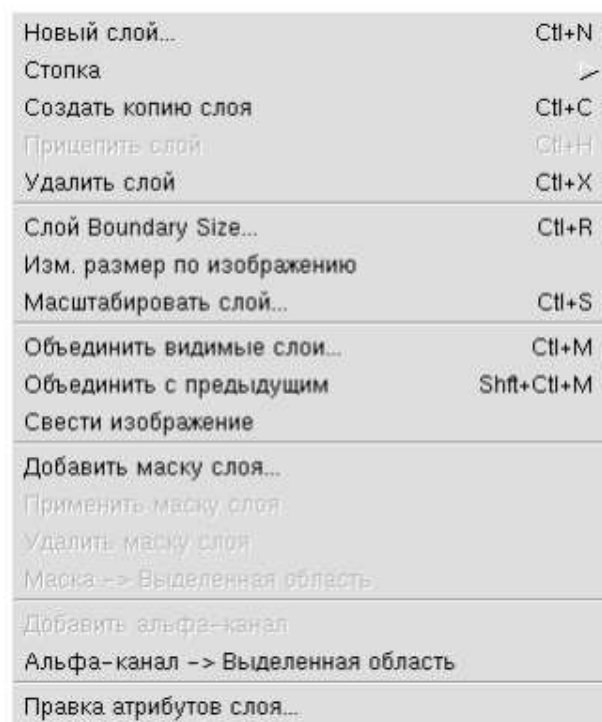 Новый слой... Ctl+N
Стопка
Создать копию слоя Ctl+C
Прицепить слой Ctl+H
Удалить слой Ctl+X
Слой Boundary Size... Ctl+R
Изм. размер по изображению
Масштабировать слой... Ctl+S
Объединить видимые слои... Ctl+M
Объединить с предыдущим Shft+Ctl+M
Свести изображение
Добавить маску слоя...
Применить маску слоя
Удалить маску слоя
Маска -> Выделенная область
Добавить альфа-канал
Альфа-канал -> Выделенная область
Правка атрибутов слоя...